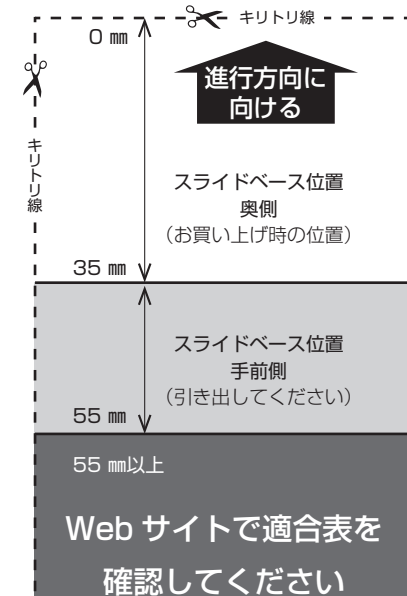 キリトリ線
0 ㎜
進行方向に
向ける
キリトリ線
スライドベース位置
奥側
（お買い上げ時の位置）
35 ㎜
スライドベース位置
手前側
（引き出してください）
55 ㎜
55 ㎜以上
Web サイトで適合表を
確認してください